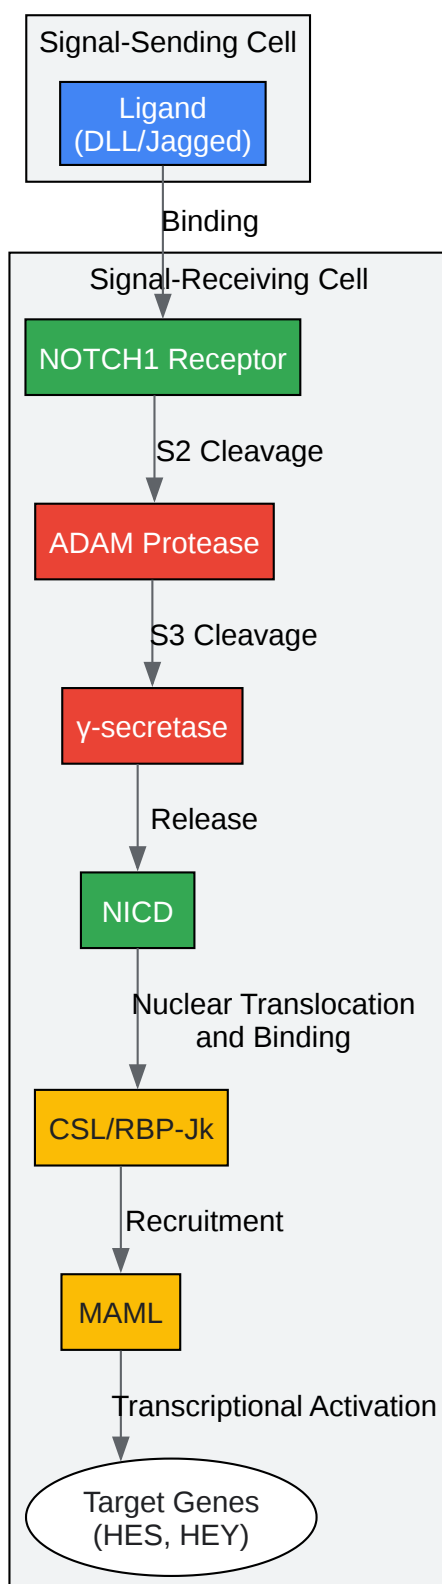 Signal-Sending Cell
Ligand
(DLL/Jagged)
Binding
Signal-Receiving Cell
NOTCH1 Receptor
S2 Cleavage
ADAM Protease
S3 Cleavage
γ-secretase
Release
NICD
Nuclear Translocation
and Binding
CSL/RBP-Jk
Recruitment
MAML
Transcriptional Activation
Target Genes
(HES, HEY)